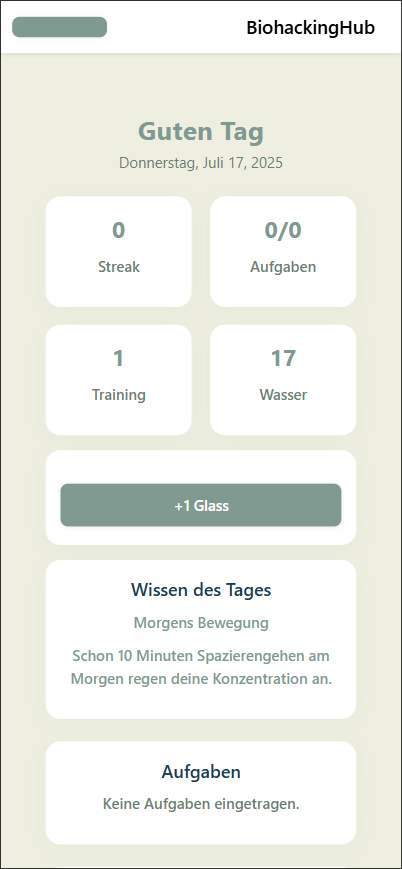 BiohackingHub
Guten Tag
Donnerstag, Juli 17, 2025
0
Streak
0/0
Aufgaben
1
Training
17
Wasser
+1 Glass
Wissen des Tages
Morgens Bewegung
Schon 10 Minuten Spazierengehen am
Morgen regen deine Konzentration an.
Aufgaben
Keine Aufgaben eingetragen.